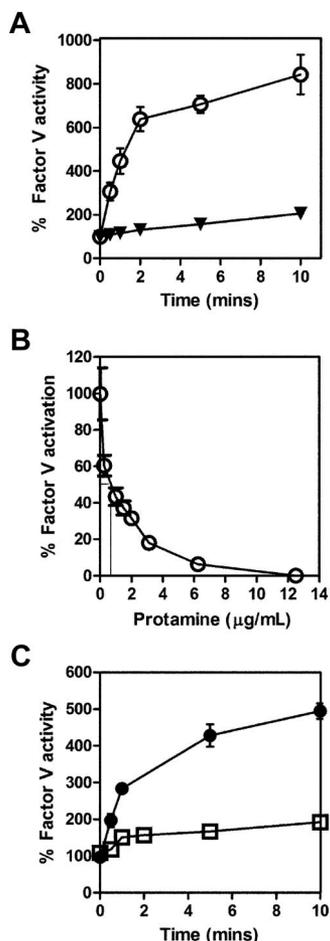 A
% Factor V activity
1000
800
600
400
200
0
0 2 4 6 8 10
Time (mins)
B
% Factor V activation
120
100
80
60
40
20
0
0 2 4 6 8 10 12 14
Protamine (μg/mL)
C
% Factor V activity
600
500
400
300
200
100
0
0 2 4 6 8 10
Time (mins)